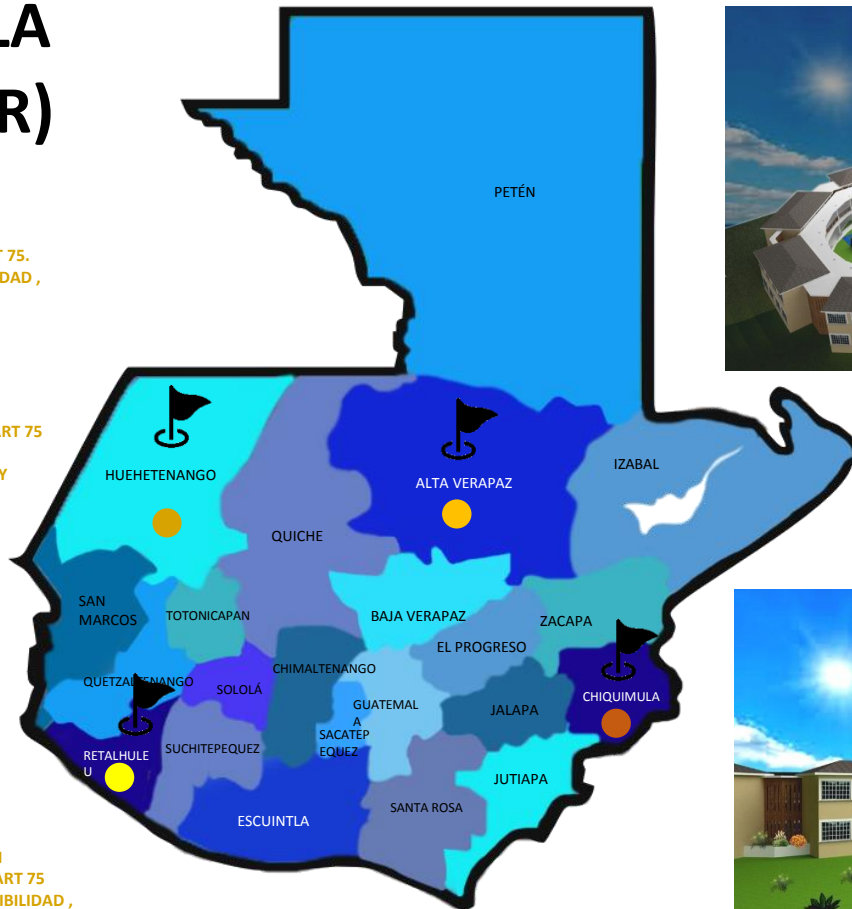 LA
R)
T 75.
DAD ,
ART 75
Y
N
ART 75
IBILIDAD ,
PETÉN
HUEHETENANGO
ALTA VERAPAZ
IZABAL
QUICHE
SAN
MARCOS
TOTONICAPAN
BAJA VERAPAZ
ZACAPA
EL PROGRESO
CHIMALTENANGO
QUETZALTENANGO
SOLOLÁ
CHIQUIMULA
GUATEMAL
A
JALAPA
SACATEP
EQUEZ
SUCHITEPEQUEZ
RETALHULE
U
JUTIAPA
SANTA ROSA
ESCUINTLA